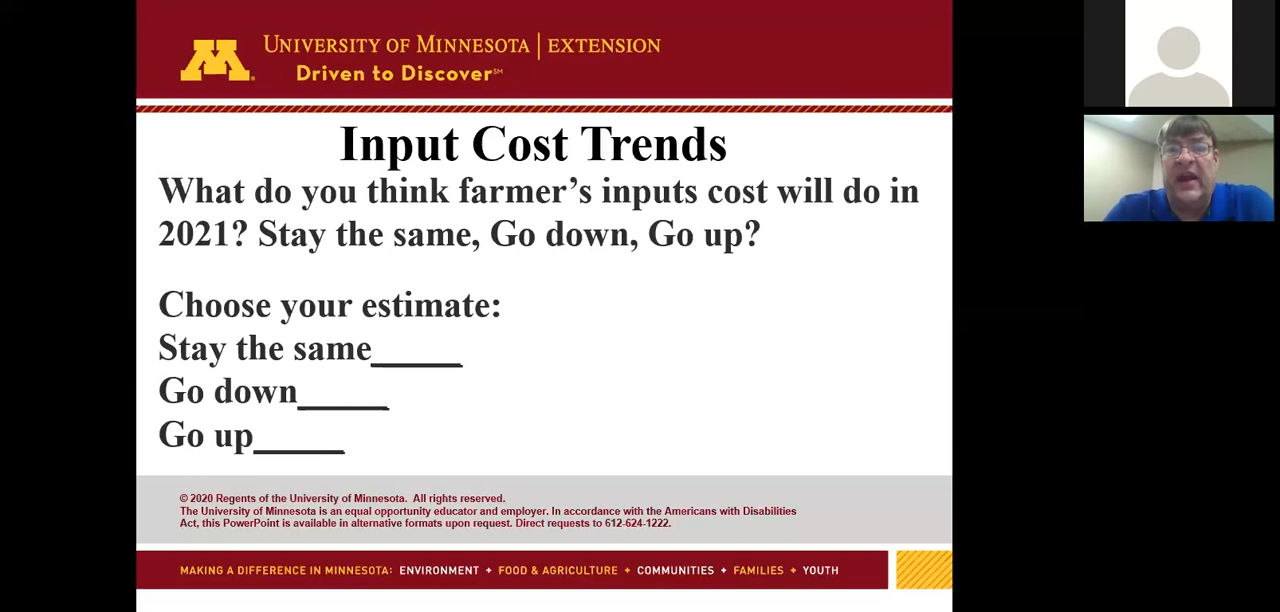 UNIVERSITY OF MINNESOTA | EXTENSION
Driven to Discover℠
Input Cost Trends
What do you think farmer's inputs cost will do in
2021? Stay the same, Go down, Go up?
Choose your estimate:
Stay the same_____
Go down_____
Go up_____
© 2020 Regents of the University of Minnesota. All rights reserved.
The University of Minnesota is an equal opportunity educator and employer. In accordance with the Americans with Disabilities
Act, this PowerPoint is available in alternative formats upon request. Direct requests to 612-624-1222.
MAKING A DIFFERENCE IN MINNESOTA: ENVIRONMENT + FOOD & AGRICULTURE + COMMUNITIES + FAMILIES + YOUTH